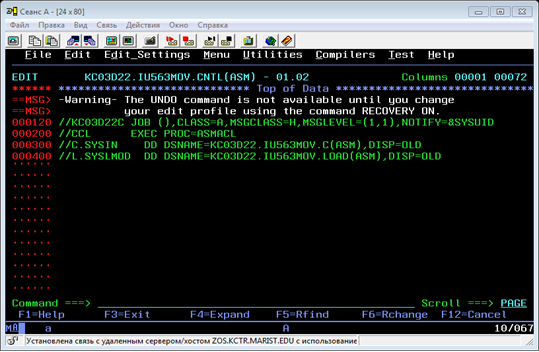 Сеанс A - [24 x 80]
Файл Правка Вид Связь Действия Окно Справка
File Edit Edit_Settings Menu Utilities Compilers Test Help
EDIT KC03D22.IU563MOV.CNTL(ASM) - 01.02 Columns 00001 00072
****** ***************************** Top of Data ******************************
==MSG> -Warning- The UNDO command is not available until you change
==MSG> your edit profile using the command RECOVERY ON.
000120 //KC03D22C JOB (),CLASS=A,MSGCLASS=H,MSGLEVEL=(1,1),NOTIFY=&SYSUID
000200 //CCL EXEC PROC=ASMACL
000300 //C.SYSIN DD DSNAME=KC03D22.IU563MOV.C(ASM),DISP=OLD
000400 //L.SYSLMOD DD DSNAME=KC03D22.IU563MOV.LOAD(ASM),DISP=OLD
Command ===> Scroll ===> PAGE
F1=Help F3=Exit F4=Expand F5=Rfind F6=Rchange F12=Cancel
a A 10/067
Установлена связь с удаленным сервером/хостом ZOS.KCTR.MARIST.EDU с использование